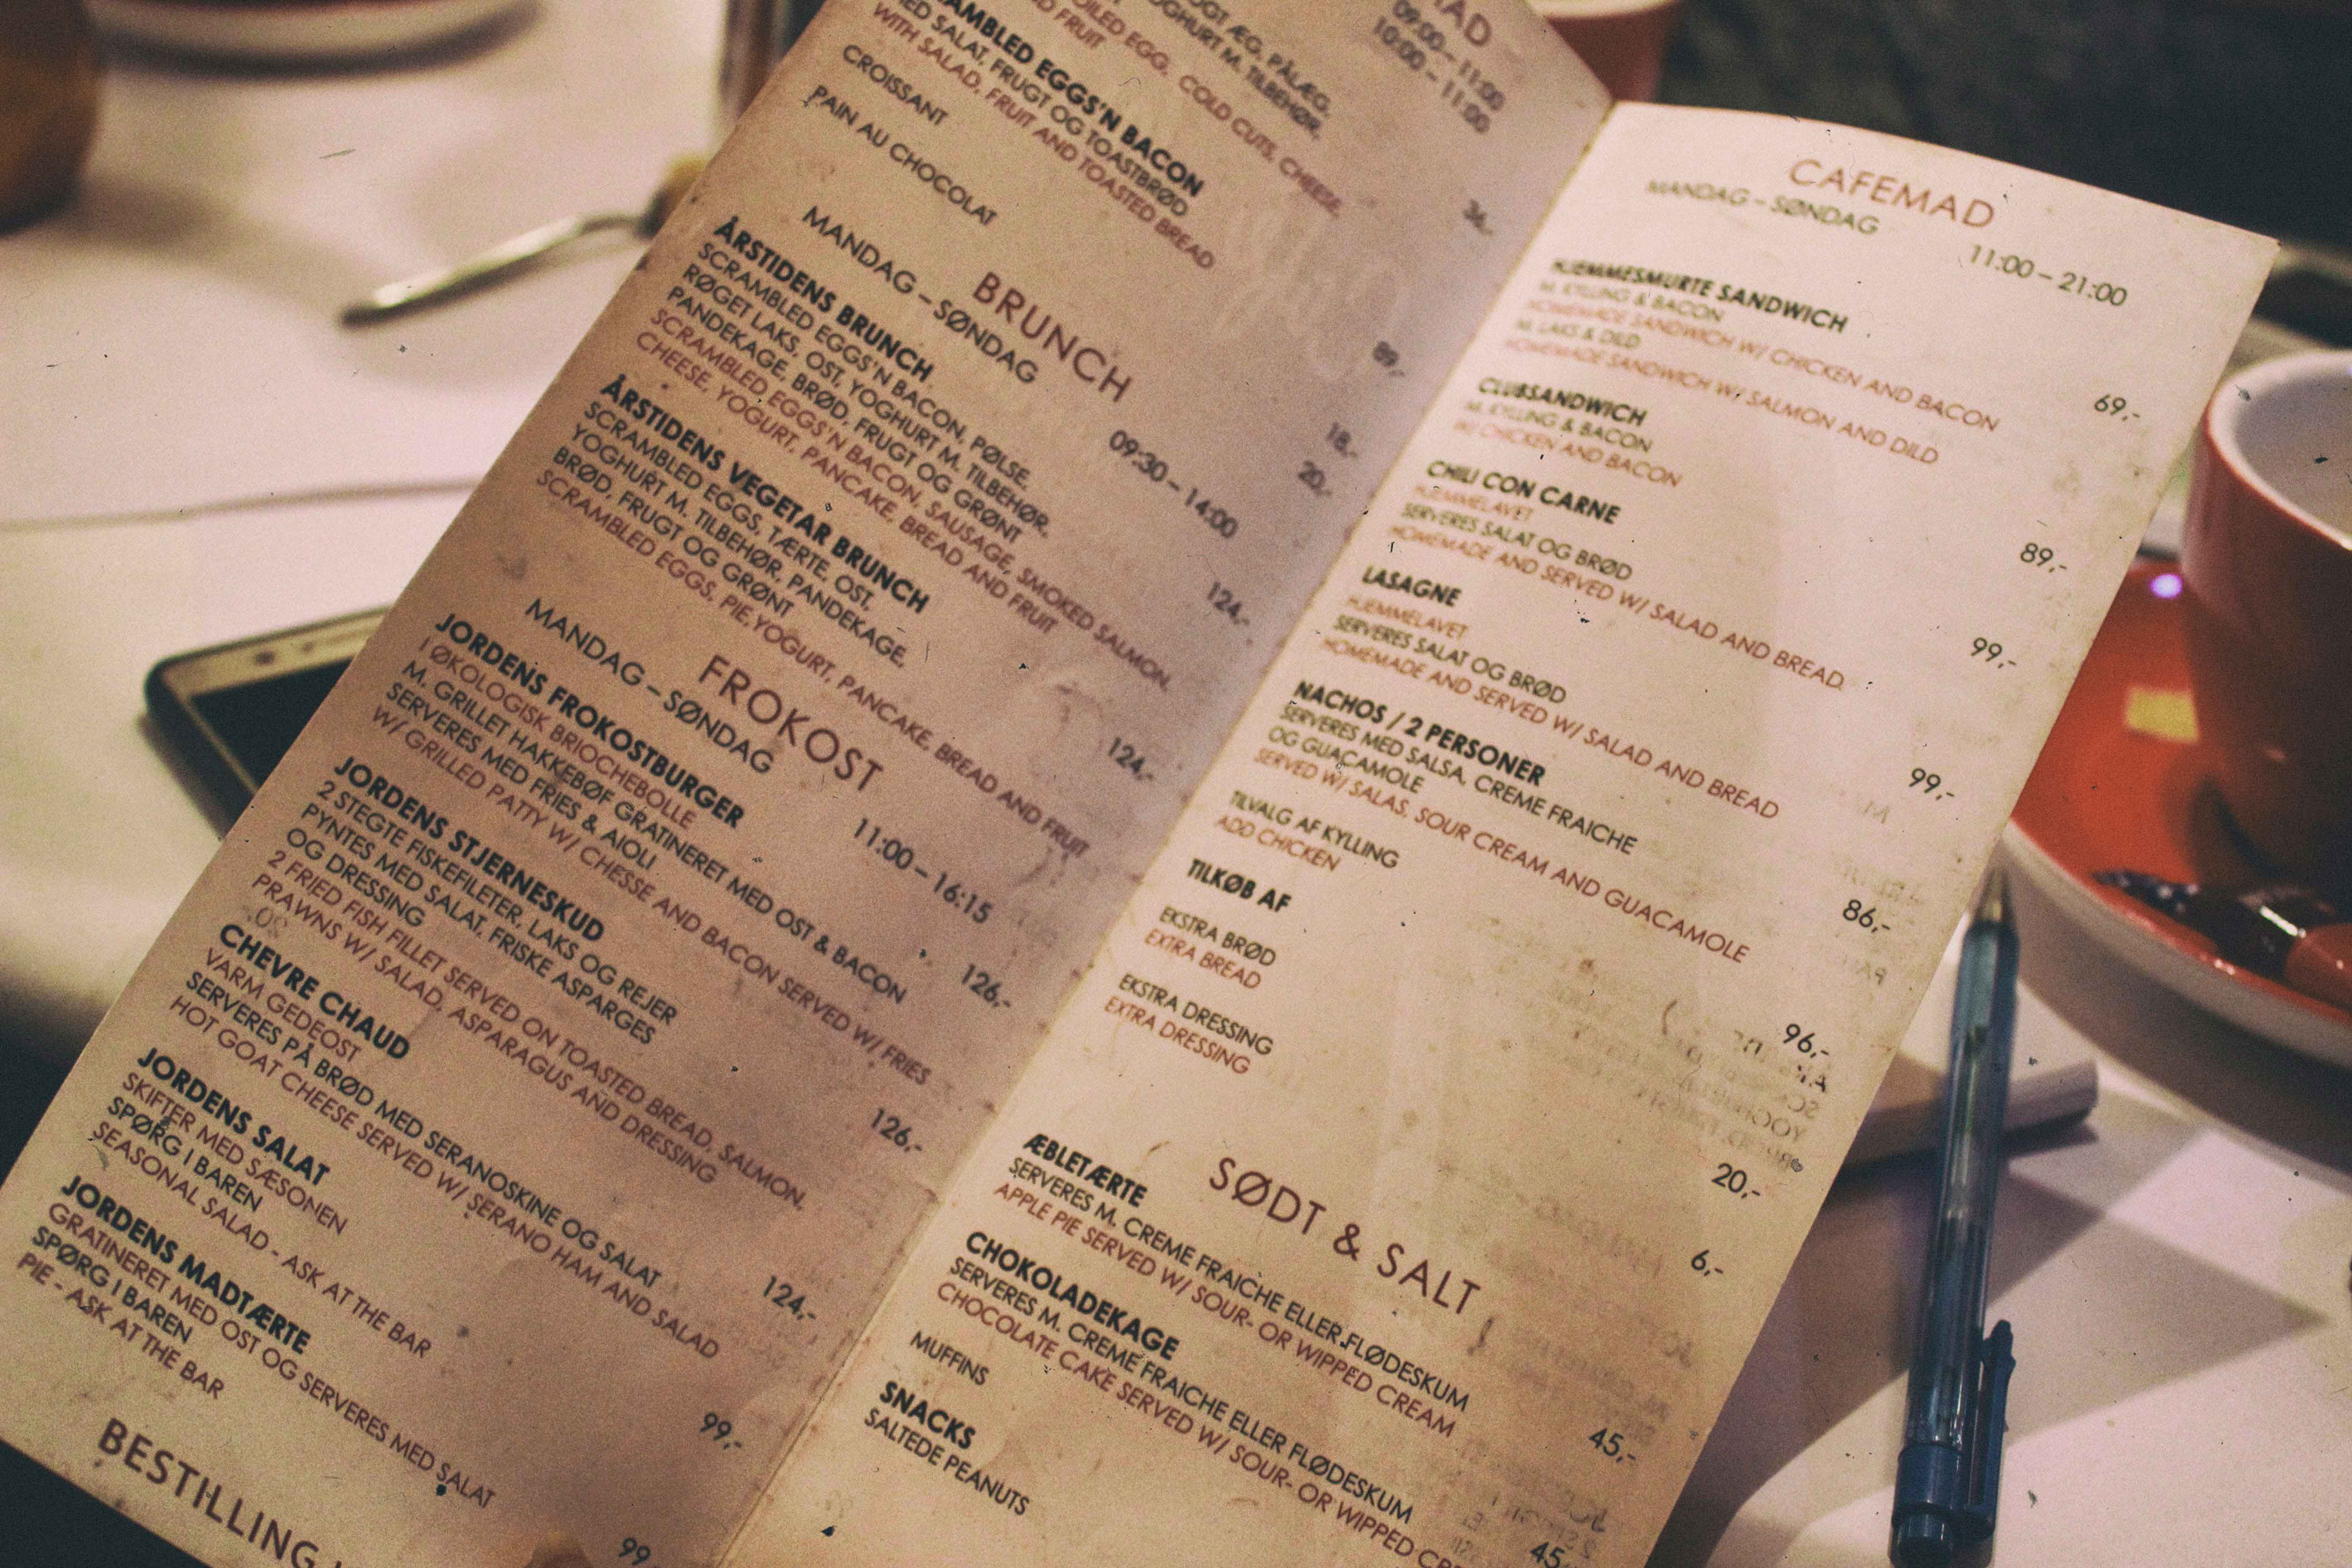 MAD
09:00 – 11:00
10:00 – 11:00
ÆG, PÅLÆG,
YOGHURT M. TILBEHØR,
EGG, COLD CUTS, CHEESE,
FRUIT
34,-
SCRAMBLED EGGS'N BACON
SALAT, FRUGT OG TOASTBRØD
WITH SALAD, FRUIT AND TOASTED BREAD
89,-
CROISSANT
18,-
PAIN AU CHOCOLAT
20,-
BRUNCH
MANDAG – SØNDAG 09:30 – 14:00
ÅRSTIDENS BRUNCH
SCRAMBLED EGGS'N BACON, PØLSE,
RØGET LAKS, OST, YOGHURT M. TILBEHØR,
PANDEKAGE, BRØD, FRUGT OG GRØNT
SCRAMBLED EGGS'N BACON, SAUSAGE, SMOKED SALMON,
CHEESE, YOGURT, PANCAKE, BREAD AND FRUIT
124,-
ÅRSTIDENS VEGETAR BRUNCH
SCRAMBLED EGGS, TÆRTE, OST,
YOGHURT M. TILBEHØR, PANDEKAGE,
BRØD, FRUGT OG GRØNT
SCRAMBLED EGGS, PIE,YOGURT, PANCAKE, BREAD AND FRUIT
124,-
FROKOST
MANDAG – SØNDAG 11:00 – 16:15
JORDENS FROKOSTBURGER
I ØKOLOGISK BRIOCHEBOLLE
M. GRILLET HAKKEBØF GRATINERET MED OST & BACON
SERVERES MED FRIES & AIOLI
W/ GRILLED PATTY W/ CHESSE AND BACON SERVED W/ FRIES
126,-
JORDENS STJERNESKUD
2 STEGTE FISKEFILETER, LAKS OG REJER
PYNTES MED SALAT, FRISKE ASPARGES
OG DRESSING
2 FRIED FISH FILLET SERVED ON TOASTED BREAD, SALMON,
PRAWNS W/ SALAD, ASPARAGUS AND DRESSING
126,-
CHEVRE CHAUD
VARM GEDEOST
SERVERES PÅ BRØD MED SERANOSKINE OG SALAT
HOT GOAT CHEESE SERVED W/ SERANO HAM AND SALAD
124,-
JORDENS SALAT
SKIFTER MED SÆSONEN
SPØRG I BAREN
SEASONAL SALAD - ASK AT THE BAR
99,-
JORDENS MADTÆRTE
GRATINERET MED OST OG SERVERES MED SALAT
SPØRG I BAREN
PIE - ASK AT THE BAR
99
BESTILLING
CAFEMAD
MANDAG – SØNDAG 11:00 – 21:00
HJEMMESMURTE SANDWICH
M. KYLLING & BACON
HOMEMADE SANDWICH W/ CHICKEN AND BACON
M. LAKS & DILD
HOMEMADE SANDWICH W/ SALMON AND DILD
69,-
CLUBSANDWICH
M. KYLLING & BACON
W/ CHICKEN AND BACON
89,-
CHILI CON CARNE
HJEMMELAVET
SERVERES SALAT OG BRØD
HOMEMADE AND SERVED W/ SALAD AND BREAD
99,-
LASAGNE
HJEMMELAVET
SERVERES SALAT OG BRØD
HOMEMADE AND SERVED W/ SALAD AND BREAD
99,-
NACHOS / 2 PERSONER
SERVERES MED SALSA, CREME FRAICHE
OG GUACAMOLE
SERVED W/ SALAS, SOUR CREAM AND GUACAMOLE
86,-
TILVALG AF KYLLING
ADD CHICKEN
96,-
TILKØB AF
EKSTRA BRØD
EXTRA BREAD
20,-
EKSTRA DRESSING
EXTRA DRESSING
6,-
SØDT & SALT
ÆBLETÆRTE
SERVERES M. CREME FRAICHE ELLER FLØDESKUM
APPLE PIE SERVED W/ SOUR- OR WIPPED CREAM
45,-
CHOKOLADEKAGE
SERVERES M. CREME FRAICHE ELLER FLØDESKUM
CHOCOLATE CAKE SERVED W/ SOUR- OR WIPPED
45,
MUFFINS
SNACKS
SALTEDE PEANUTS